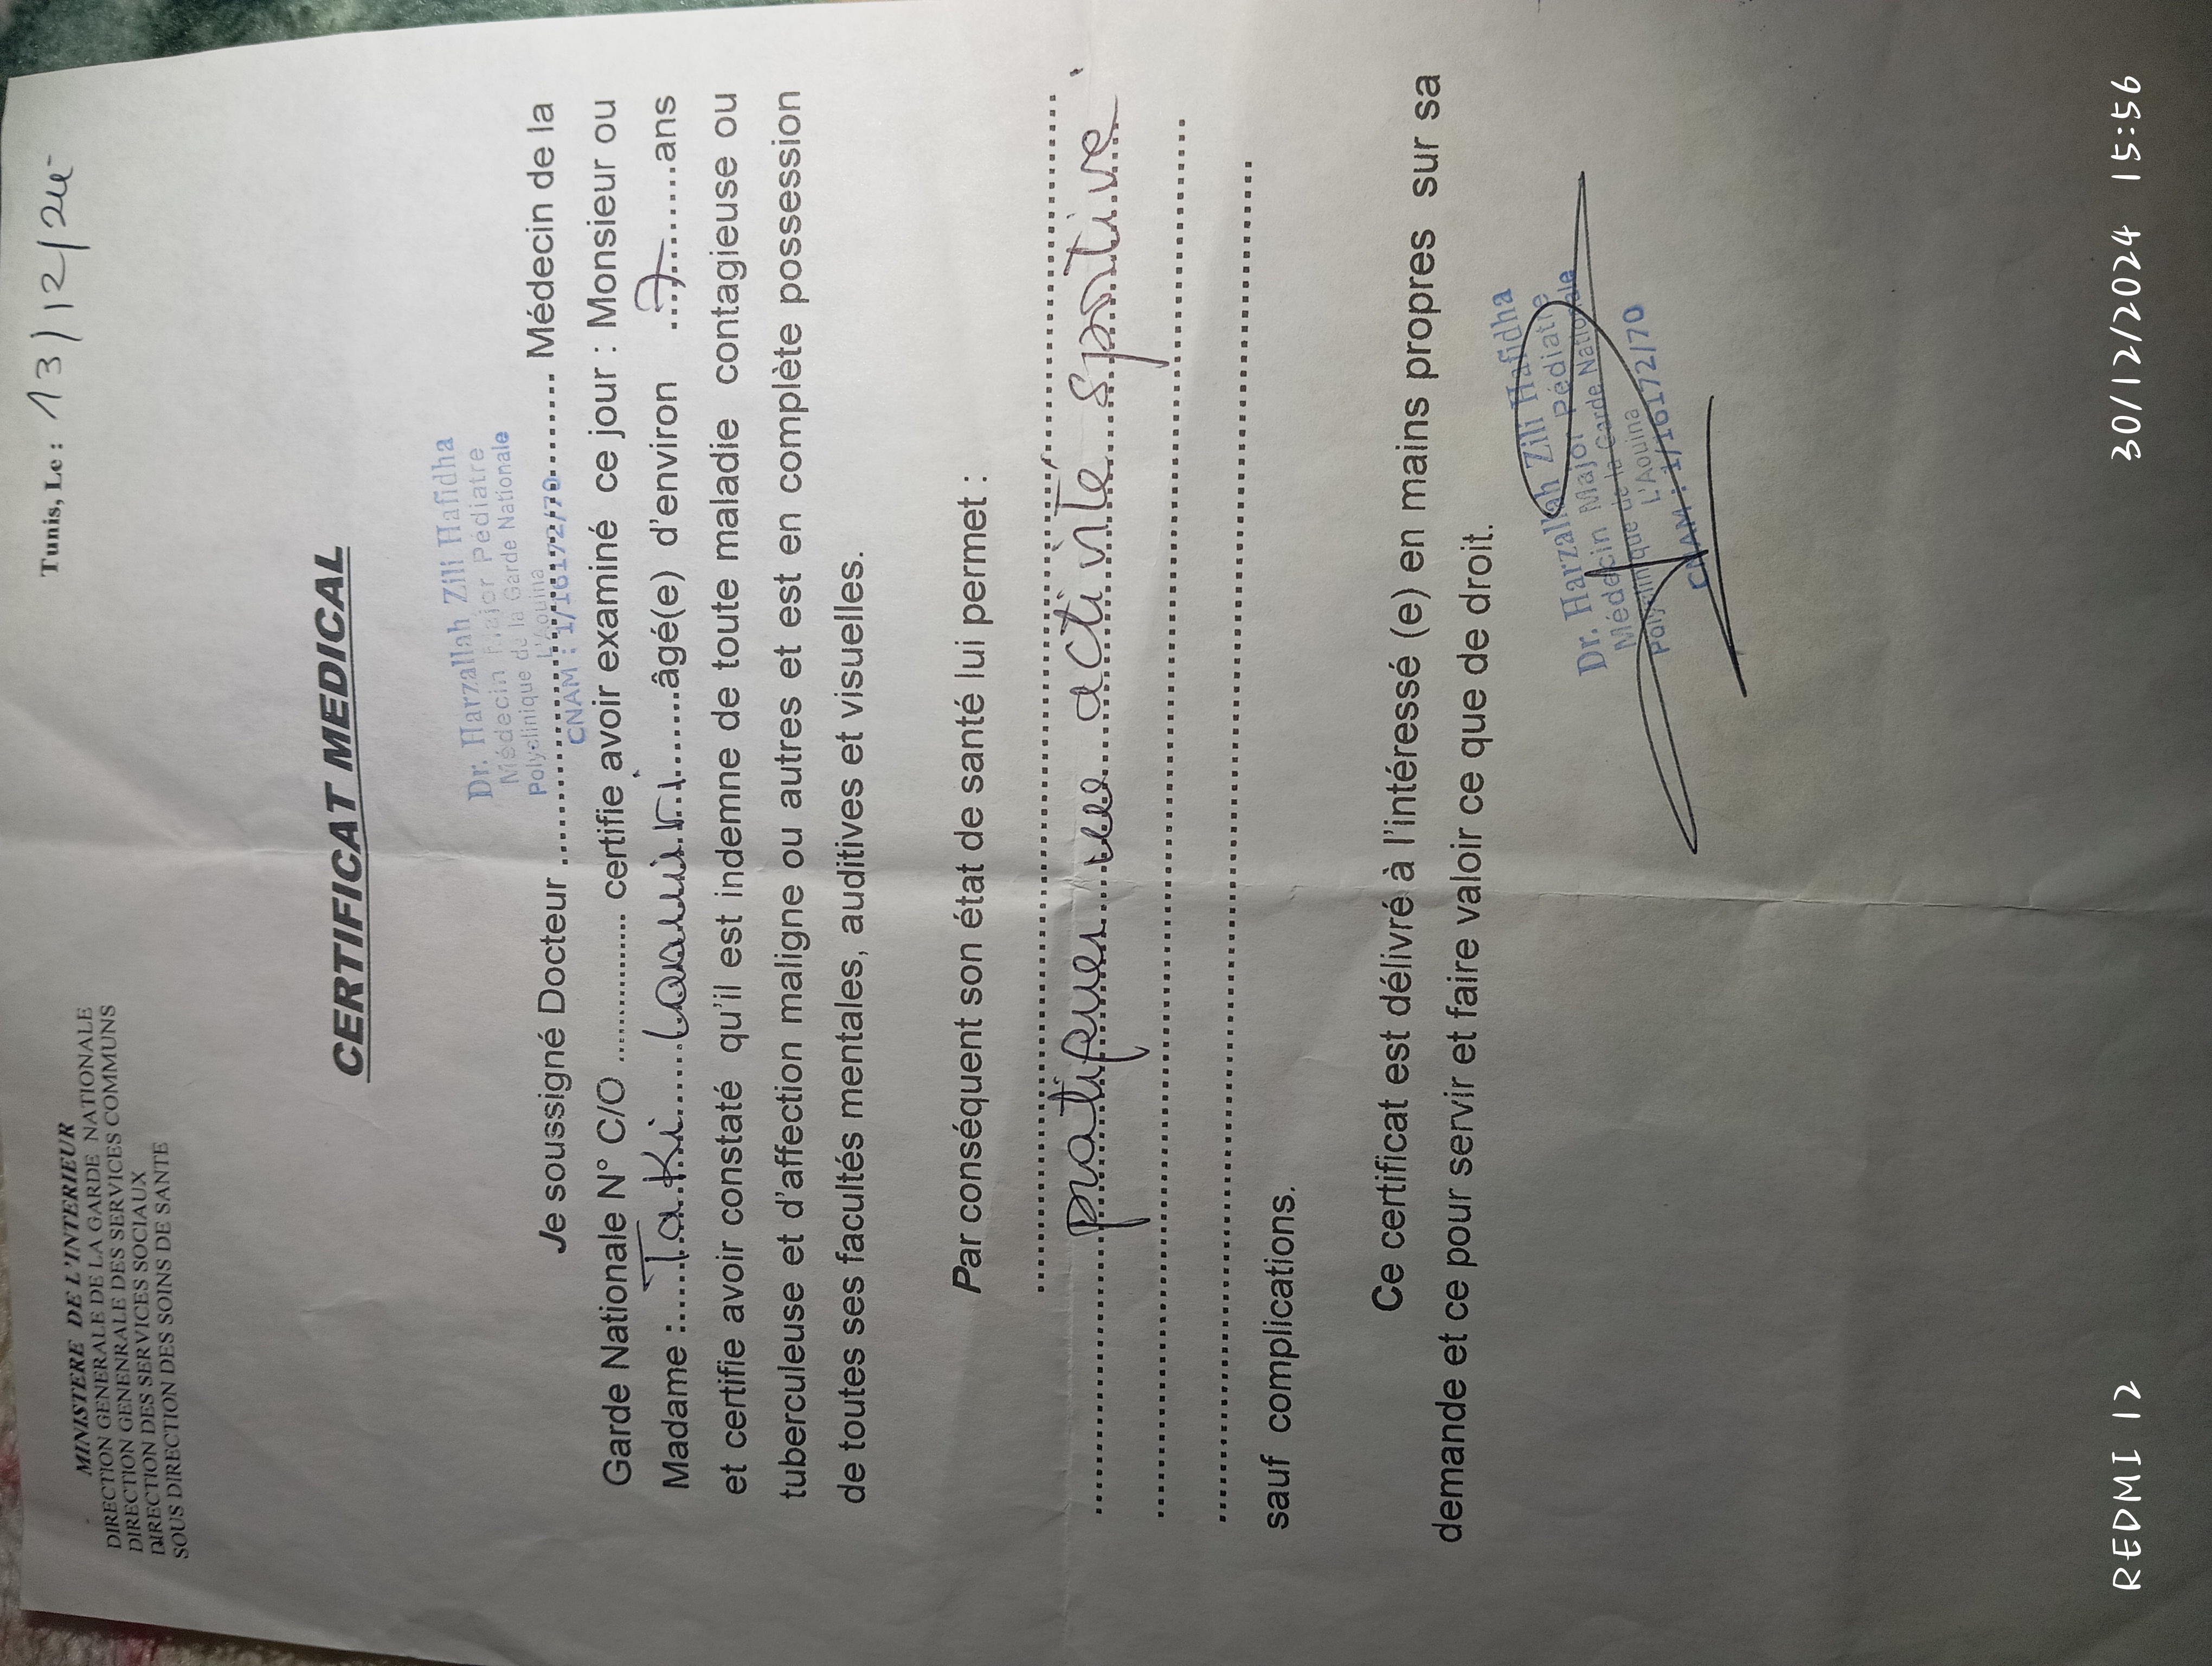 MINISTERE DE L'INTERIEUR
DIRECTION GENERALE DE LA GARDE NATIONALE
DIRECTION GENENRALE DES SERVICES COMMUNS
DIRECTION DES SERVICES SOCIAUX
SOUS DIRECTION DES SOINS DE SANTE
Tunis, Le : 13/12/24
CERTIFICAT MEDICAL
Dr. Harzallah Zili Hafidha
Médecin Major Pédiatre
Polyclinique de la Garde Nationale
L'Aouina
CNAM : 1/16172/70
Je soussigné Docteur .................... Médecin de la
Garde Nationale N° C/O ............. certifie avoir examiné ce jour : Monsieur ou
Madame :......Taki............âgé(e) d'environ ...7.........ans
et certifie avoir constaté qu'il est indemne de toute maladie contagieuse ou
tuberculeuse et d'affection maligne ou autres et est en complète possession
de toutes ses facultés mentales, auditives et visuelles.
Par conséquent son état de santé lui permet :
pratiquer une activité sportive.
sauf complications.
Ce certificat est délivré à l'intéressé (e) en mains propres sur sa
demande et ce pour servir et faire valoir ce que de droit.
Dr. Harzallah Zili Hafidha
Médecin Major Pédiatre
Polyclinique de la Garde Nationale
L'Aouina
CNAM : 1/16172/70
REDMI 12
30/12/2024 15:56